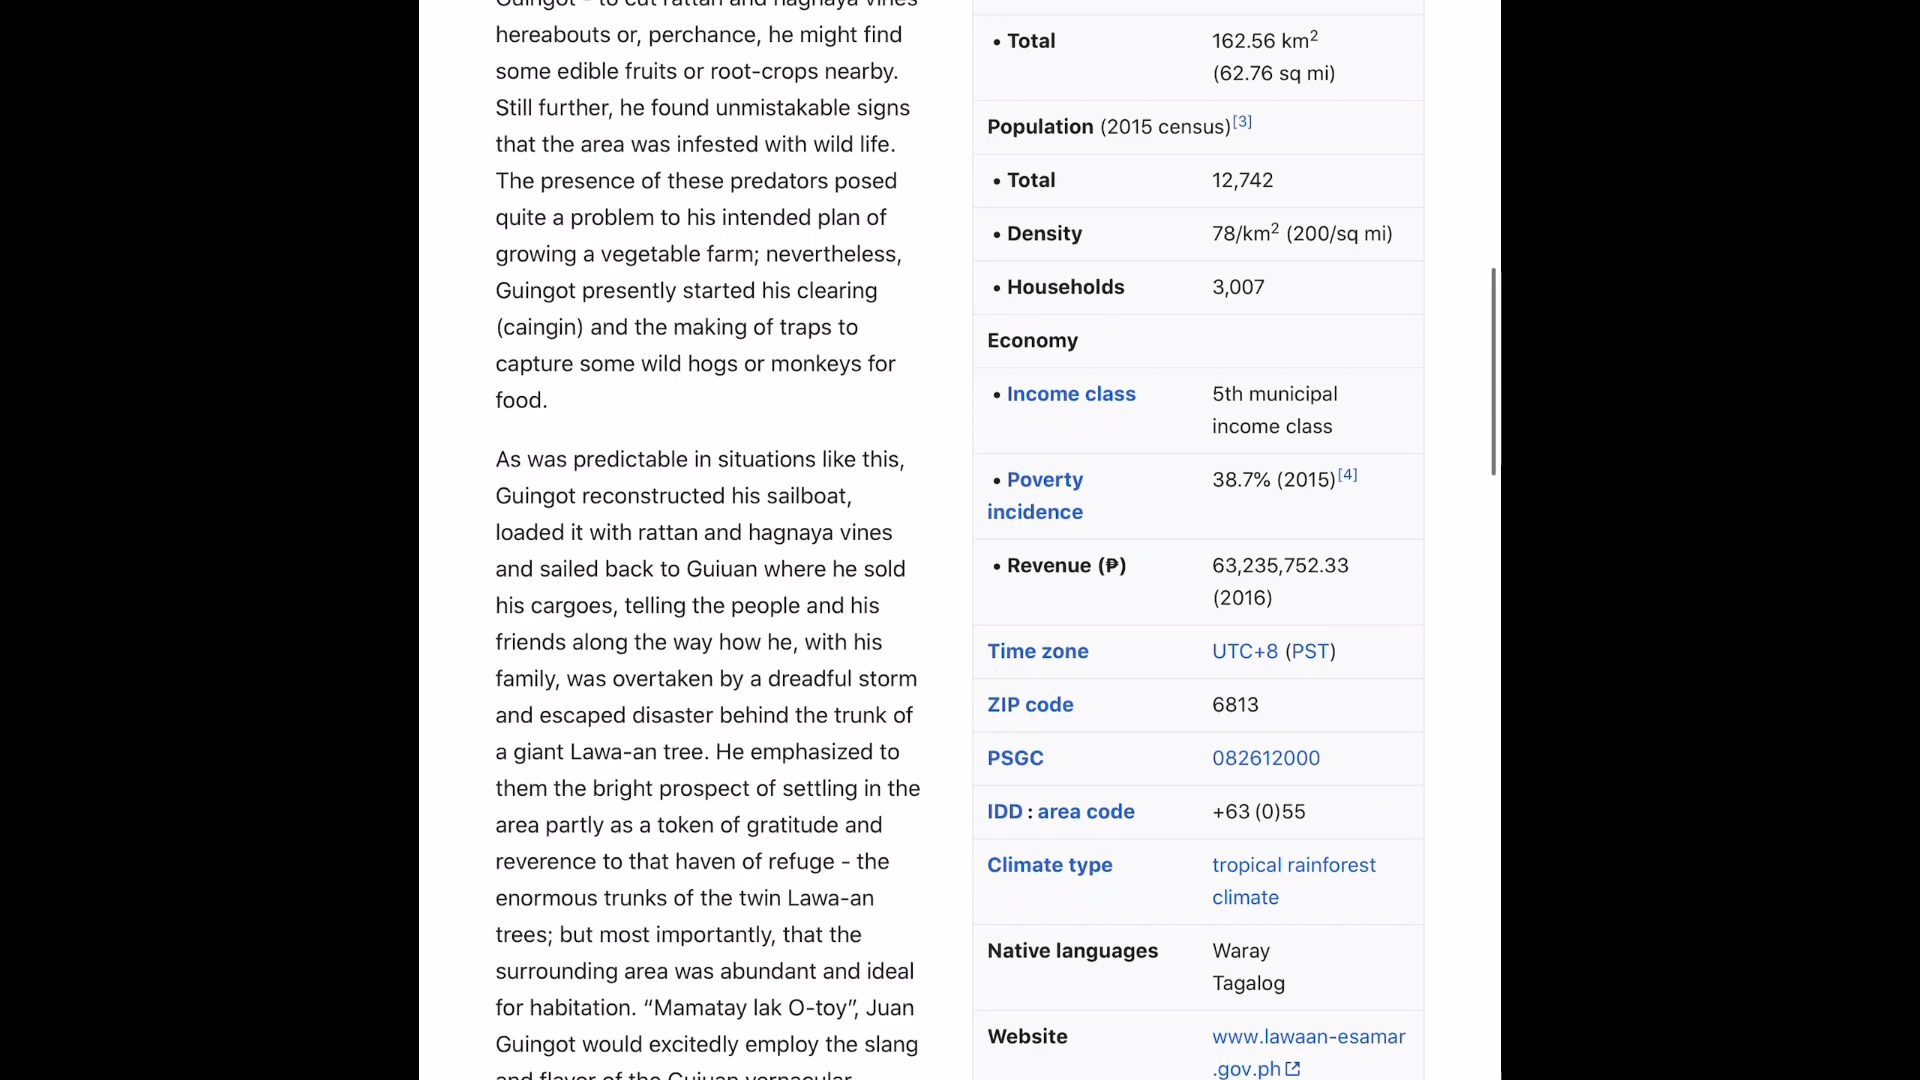 Guingot - to cut rattan and hagnaya vines
hereabouts or, perchance, he might find
some edible fruits or root-crops nearby.
Still further, he found unmistakable signs
that the area was infested with wild life.
The presence of these predators posed
quite a problem to his intended plan of
growing a vegetable farm; nevertheless,
Guingot presently started his clearing
(caingin) and the making of traps to
capture some wild hogs or monkeys for
food.
As was predictable in situations like this,
Guingot reconstructed his sailboat,
loaded it with rattan and hagnaya vines
and sailed back to Guiuan where he sold
his cargoes, telling the people and his
friends along the way how he, with his
family, was overtaken by a dreadful storm
and escaped disaster behind the trunk of
a giant Lawa-an tree. He emphasized to
them the bright prospect of settling in the
area partly as a token of gratitude and
reverence to that haven of refuge - the
enormous trunks of the twin Lawa-an
trees; but most importantly, that the
surrounding area was abundant and ideal
for habitation. “Mamatay lak O-toy”, Juan
Guingot would excitedly employ the slang
and flavor of the Guiuan vernacular
• Total 162.56 km²
(62.76 sq mi)
Population (2015 census)[3]
• Total 12,742
• Density 78/km² (200/sq mi)
• Households 3,007
Economy
• Income class 5th municipal
income class
• Poverty 38.7% (2015)[4]
incidence
• Revenue (₱) 63,235,752.33
(2016)
Time zone UTC+8 (PST)
ZIP code 6813
PSGC 082612000
IDD : area code +63 (0)55
Climate type tropical rainforest
climate
Native languages Waray
Tagalog
Website www.lawaan-esamar
.gov.ph